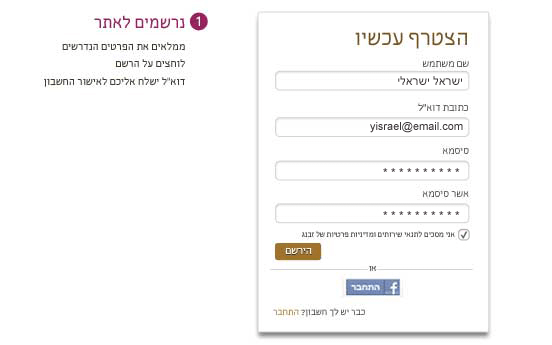 1 נרשמים לאתר
ממלאים את הפרטים הנדרשים
לוחצים על הרשם
דוא"ל ישלח אליכם לאישור החשבון
הצטרף עכשיו
שם משתמש
ישראל ישראלי
כתובת דוא"ל
yisrael@email.com
סיסמא
* * * * * * * * * *
אשר סיסמא
* * * * * * * * * *
אני מסכים לתנאי שירותים ומדיניות פרטיות של זבנג
הירשם
או
התחבר f
כבר יש לך חשבון? התחבר